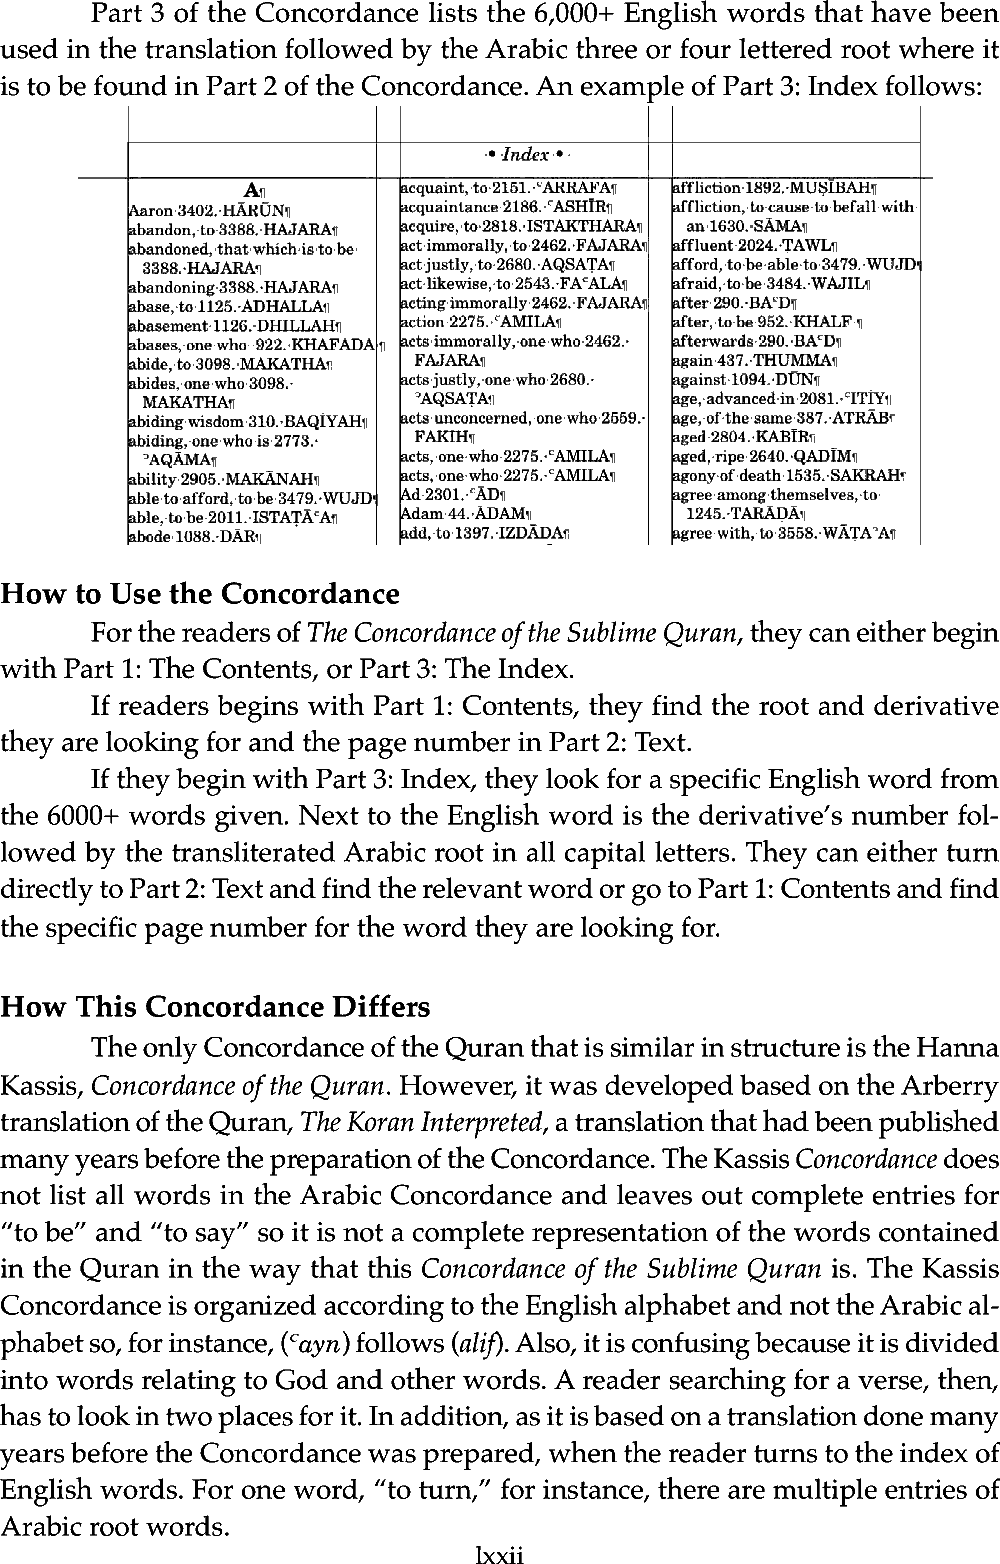 Part 3 of the Concordance lists the 6,000+ English words that have been
used in the translation followed by the Arabic three or four lettered root where it
is to be found in Part 2 of the Concordance. An example of Part 3: Index follows:
·• ·Index ·• ·
A¶
Aaron·3402.·HĀRŪN¶
abandon,·to·3388.·HAJARA¶
abandoned,·that·which·is·to·be·
3388.·HAJARA¶
abandoning·3388.·HAJARA¶
abase,·to·1125.·ADHALLA¶
abasement·1126.·DHILLAH¶
abases,·one·who··922.·KHAFADA¶
abide,·to·3098.·MAKATHA¶
abides,·one·who·3098.·
MAKATHA¶
abiding·wisdom·310.·BAQĪYAH¶
abiding,·one·who·is·2773.·
ᵓAQĀMA¶
ability·2905.·MAKĀNAH¶
able·to·afford,·to·be·3479.·WUJD¶
able,·to·be·2011.·ISTAṬĀᶜA¶
abode·1088.·DĀR¶
acquaint,·to·2151.·ᶜARRAFA¶
acquaintance·2186.·ᶜASHĪR¶
acquire,·to·2818.·ISTAKTHARA¶
act·immorally,·to·2462.·FAJARA¶
act·justly,·to·2680.·AQSAṬA¶
act·likewise,·to·2543.·FAᶜALA¶
acting·immorally·2462.·FAJARA¶
action·2275.·ᶜAMILA¶
acts·immorally,·one·who·2462.·
FAJARA¶
acts·justly,·one·who·2680.·
ᵓAQSAṬA¶
acts·unconcerned,·one·who·2559.·
FAKIH¶
acts,·one·who·2275.·ᶜAMILA¶
acts,·one·who·2275.·ᶜAMILA¶
Ad·2301.·ᶜĀD¶
Adam·44.·ĀDAM¶
add,·to·1397.·IZDĀDA¶
affliction·1892.·MUṢĪBAH¶
affliction,·to·cause·to·befall·with·
an·1630.·SĀMA¶
affluent·2024.·TAWL¶
afford,·to·be·able·to·3479.·WUJD¶
afraid,·to·be·3484.·WAJIL¶
after·290.·BAᶜD¶
after,·to·be·952.·KHALF·¶
afterwards·290.·BAᶜD¶
again·437.·THUMMA¶
against·1094.·DŪN¶
age,·advanced·in·2081.·ᶜITĪY¶
age,·of·the·same·387.·ATRĀB¶
aged·2804.·KABĪR¶
aged,·ripe·2640.·QADĪM¶
agony·of·death·1535.·SAKRAH¶
agree·among·themselves,·to·
1245.·TARĀḌĀ¶
agree·with,·to·3558.·WĀṬAᵓA¶
How to Use the Concordance
For the readers of The Concordance of the Sublime Quran, they can either begin
with Part 1: The Contents, or Part 3: The Index.
If readers begins with Part 1: Contents, they find the root and derivative
they are looking for and the page number in Part 2: Text.
If they begin with Part 3: Index, they look for a specific English word from
the 6000+ words given. Next to the English word is the derivative’s number fol-
lowed by the transliterated Arabic root in all capital letters. They can either turn
directly to Part 2: Text and find the relevant word or go to Part 1: Contents and find
the specific page number for the word they are looking for.
How This Concordance Differs
The only Concordance of the Quran that is similar in structure is the Hanna
Kassis, Concordance of the Quran. However, it was developed based on the Arberry
translation of the Quran, The Koran Interpreted, a translation that had been published
many years before the preparation of the Concordance. The Kassis Concordance does
not list all words in the Arabic Concordance and leaves out complete entries for
“to be” and “to say” so it is not a complete representation of the words contained
in the Quran in the way that this Concordance of the Sublime Quran is. The Kassis
Concordance is organized according to the English alphabet and not the Arabic al-
phabet so, for instance, (ᶜayn) follows (alif). Also, it is confusing because it is divided
into words relating to God and other words. A reader searching for a verse, then,
has to look in two places for it. In addition, as it is based on a translation done many
years before the Concordance was prepared, when the reader turns to the index of
English words. For one word, “to turn,” for instance, there are multiple entries of
Arabic root words.
lxxii